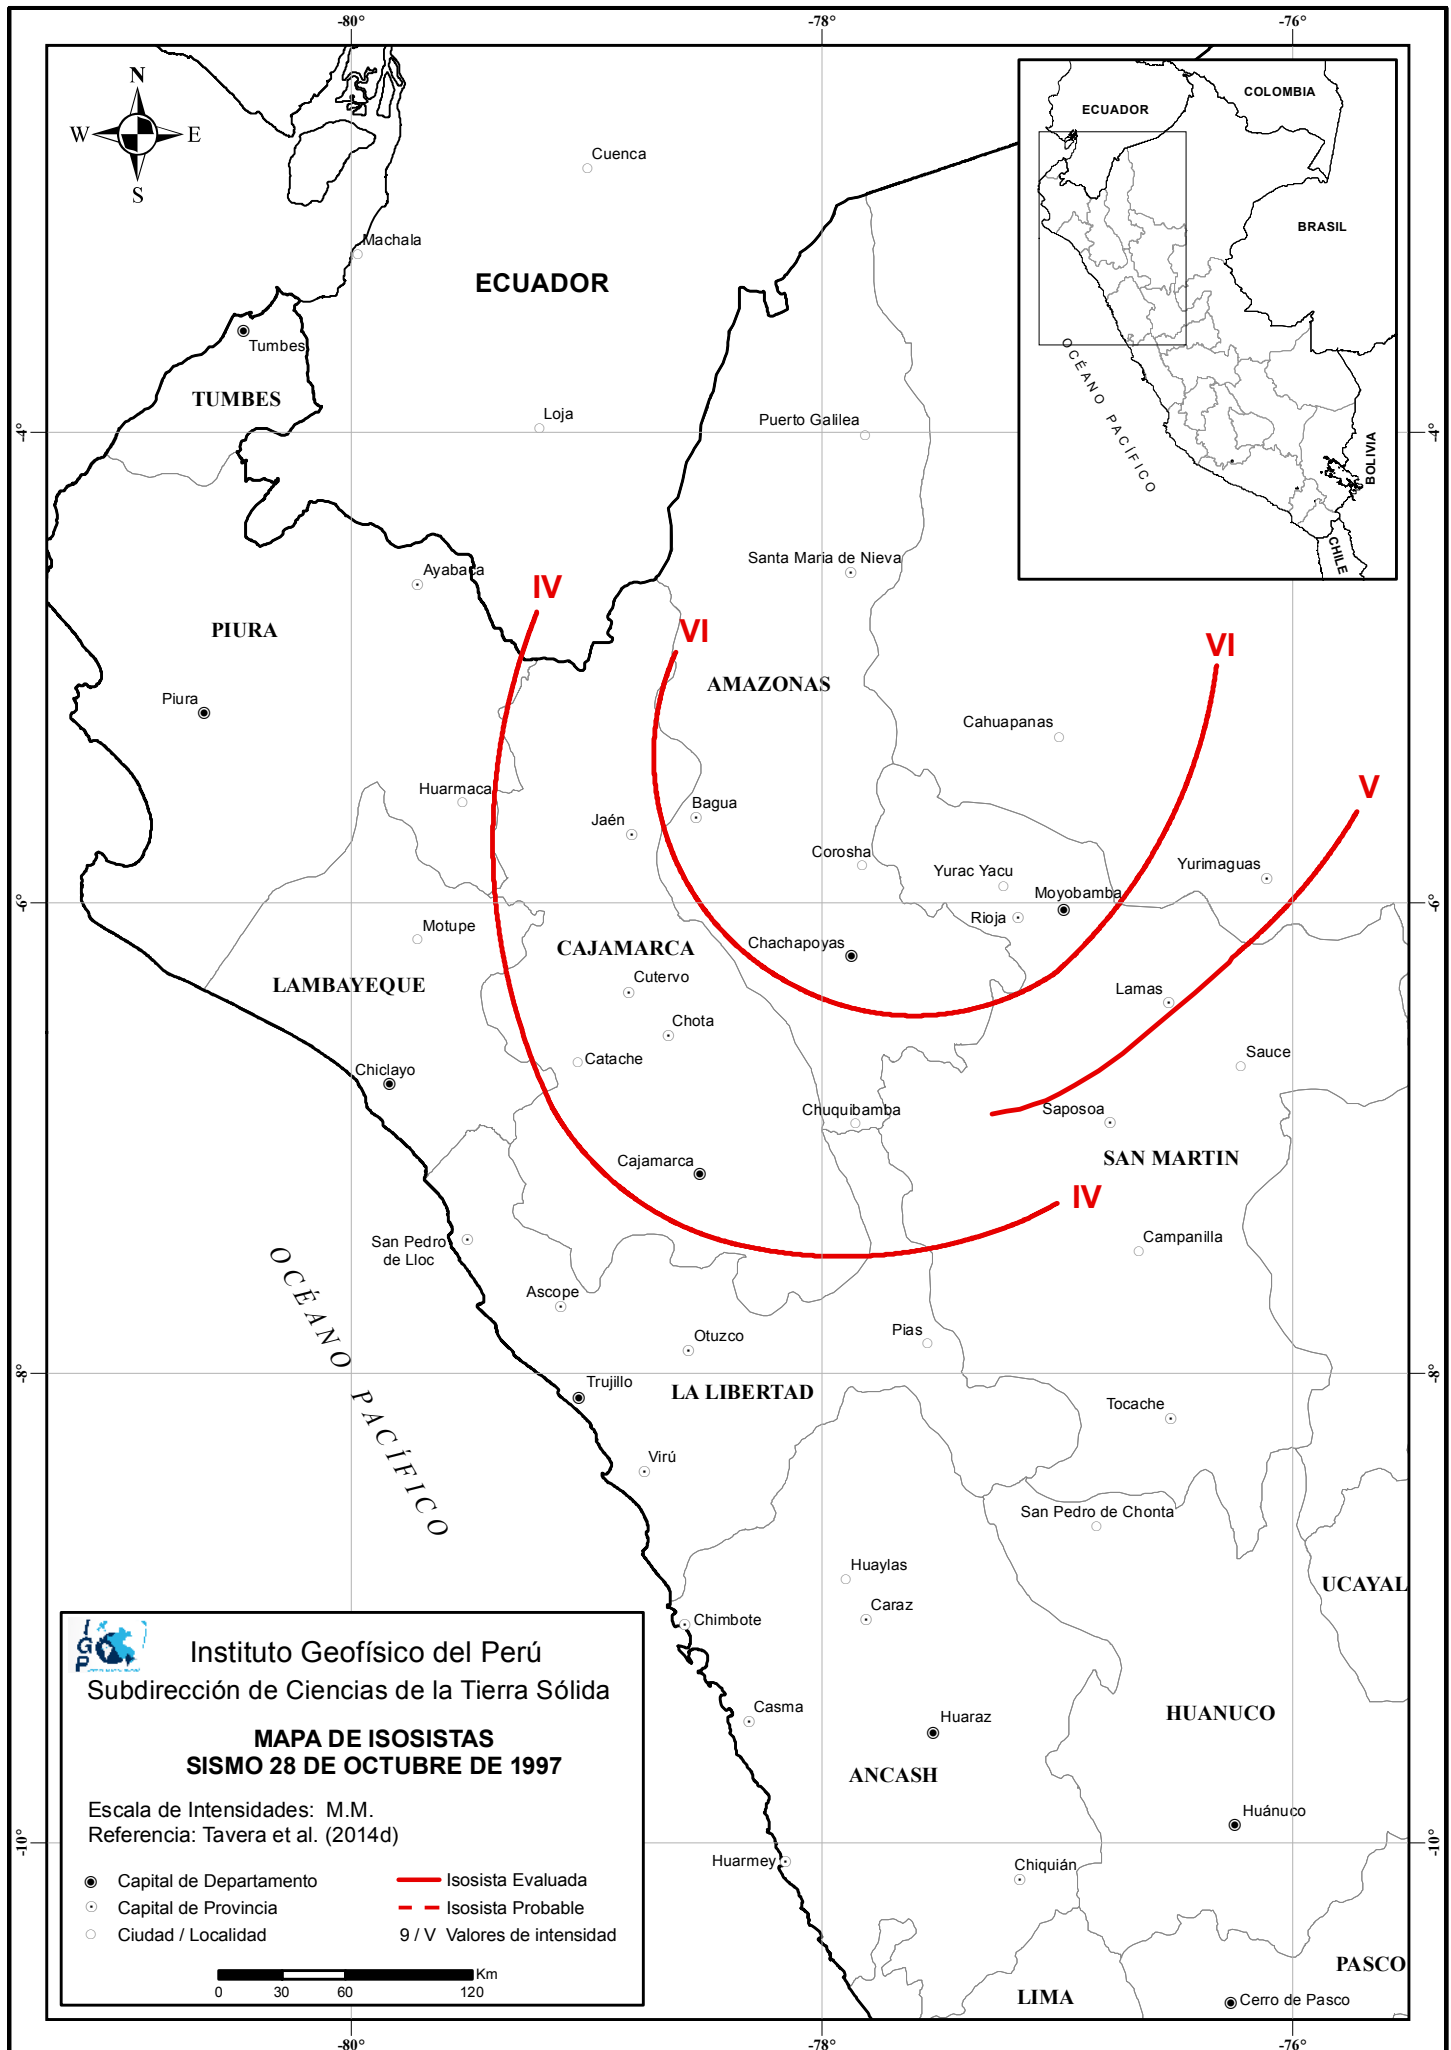 -80°
-78°
-76°
N
W
E
S
COLOMBIA
ECUADOR
BRASIL
BOLIVIA
CHILE
OCÉANO PACÍFICO
Cuenca
Machala
ECUADOR
Tumbes
TUMBES
Loja
Puerto Galilea
-4°
-4°
Santa Maria de Nieva
Ayabaca
IV
PIURA
VI
VI
AMAZONAS
Piura
Cahuapanas
V
Huarmaca
Bagua
Jaén
Corosha
Yurac Yacu
Yurimaguas
Moyobamba
-6°
-6°
Rioja
Motupe
Chachapoyas
CAJAMARCA
LAMBAYEQUE
Cutervo
Lamas
Chota
Catache
Sauce
Chiclayo
Chuquibamba
Saposoa
SAN MARTIN
Cajamarca
IV
San Pedro
de Lloc
Campanilla
OCÉANO PACÍFICO
Ascope
Otuzco
Pias
-8°
-8°
Trujillo
LA LIBERTAD
Tocache
Virú
San Pedro de Chonta
Huaylas
UCAYAL
Caraz
Chimbote
Casma
Huaraz
HUANUCO
ANCASH
Huánuco
-10°
-10°
Huarmey
Chiquián
PASCO
LIMA
Cerro de Pasco
IGP
Instituto Geofísico del Perú
Subdirección de Ciencias de la Tierra Sólida
MAPA DE ISOSISTAS
SISMO 28 DE OCTUBRE DE 1997
Escala de Intensidades: M.M.
Referencia: Tavera et al. (2014d)
Capital de Departamento
Isosista Evaluada
Capital de Provincia
Isosista Probable
Ciudad / Localidad
9 / V Valores de intensidad
Km
0 30 60 120
-80°
-78°
-76°